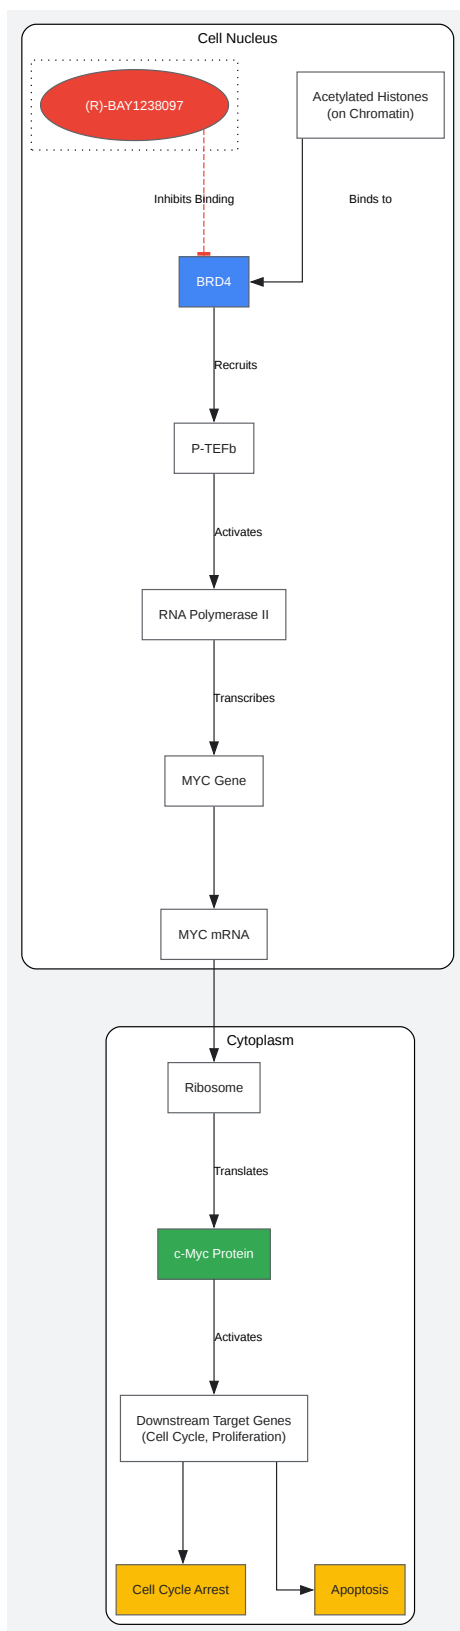 Cell Nucleus
(R)-BAY1238097
Acetylated Histones
(on Chromatin)
Inhibits Binding
Binds to
BRD4
Recruits
P-TEFb
Activates
RNA Polymerase II
Transcribes
MYC Gene
MYC mRNA
Cytoplasm
Ribosome
Translates
c-Myc Protein
Activates
Downstream Target Genes
(Cell Cycle, Proliferation)
Cell Cycle Arrest
Apoptosis